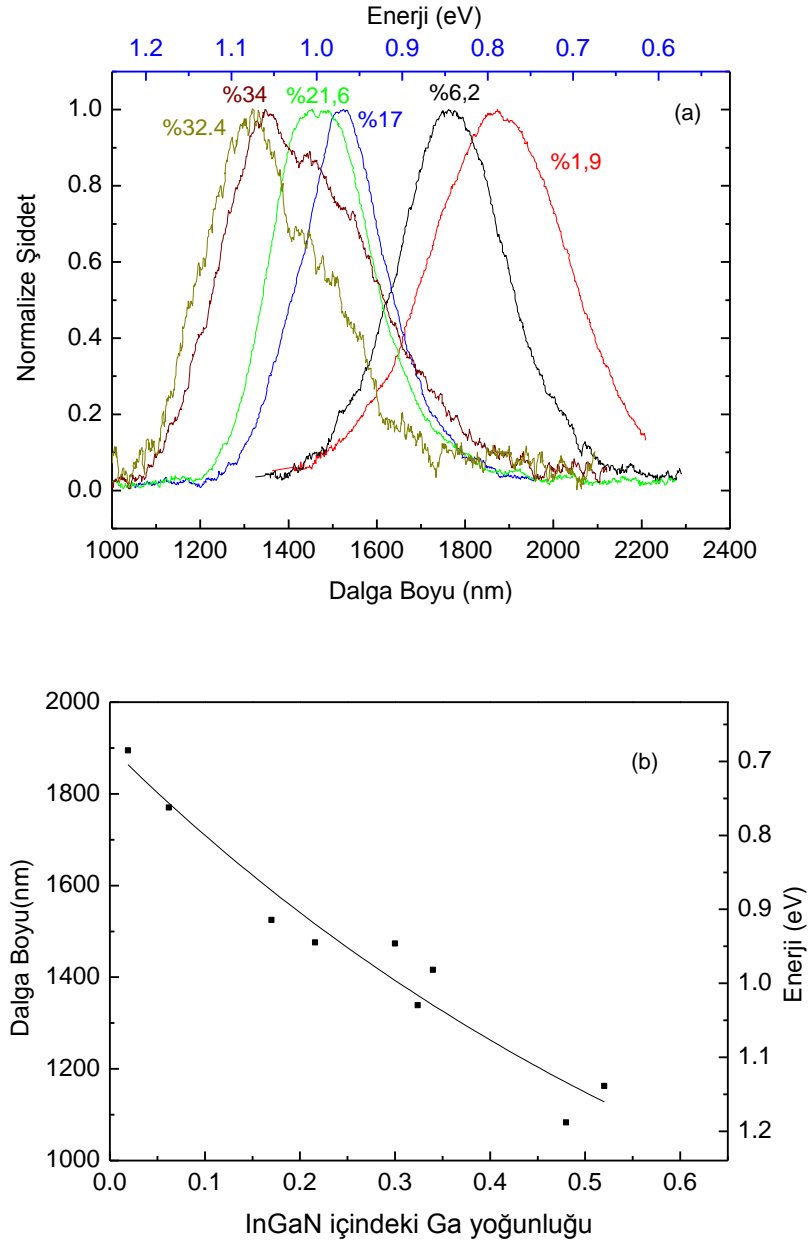 Enerji (eV)
1.2 1.1 1.0 0.9 0.8 0.7 0.6
%34 %21,6 %6,2 (a)
%32.4 %17 %1,9
1.0
0.8
0.6
0.4
0.2
0.0
Normalize Şiddet
1000 1200 1400 1600 1800 2000 2200 2400
Dalga Boyu (nm)
2000
1800
1600
1400
1200
1000
Dalga Boyu(nm)
(b)
0.7
0.8
0.9
1.0
1.1
1.2
Enerji (eV)
0.0 0.1 0.2 0.3 0.4 0.5 0.6
InGaN içindeki Ga yoğunluğu